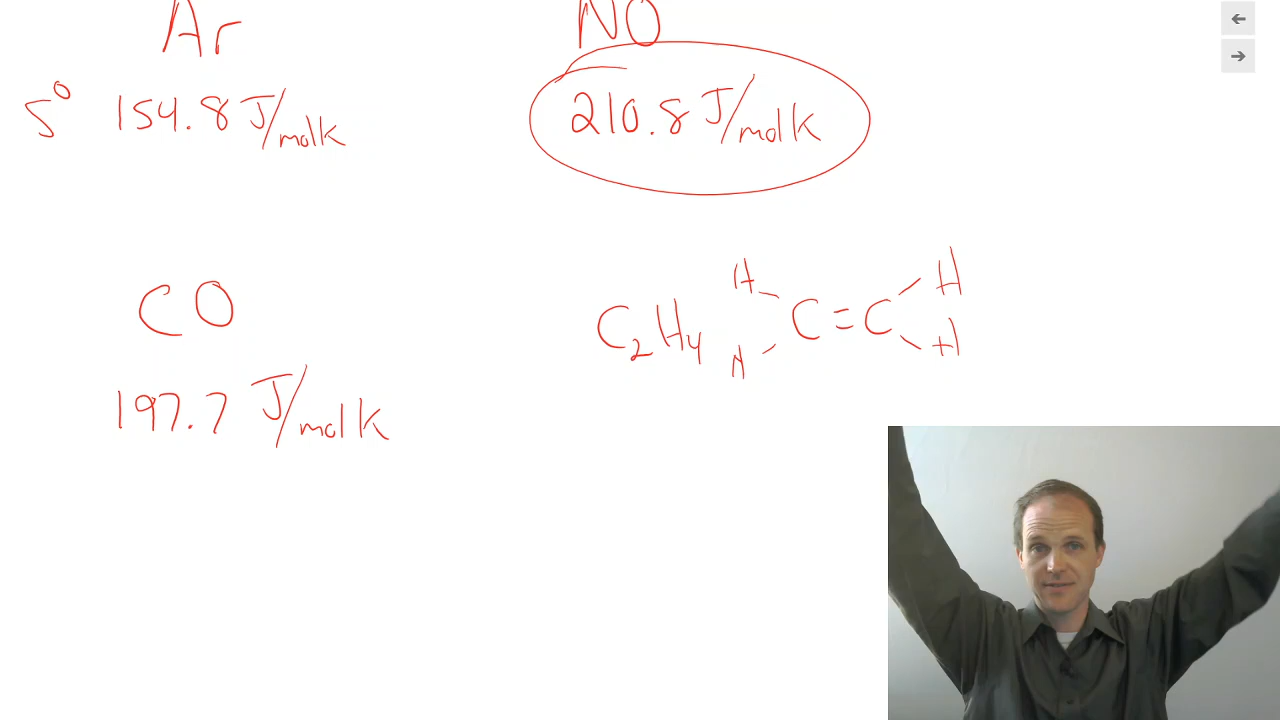 Ar
NO
S° 154.8 J/molK
210.8 J/molK
CO
C2H4
H H
C=C
H H
197.7 J/molK